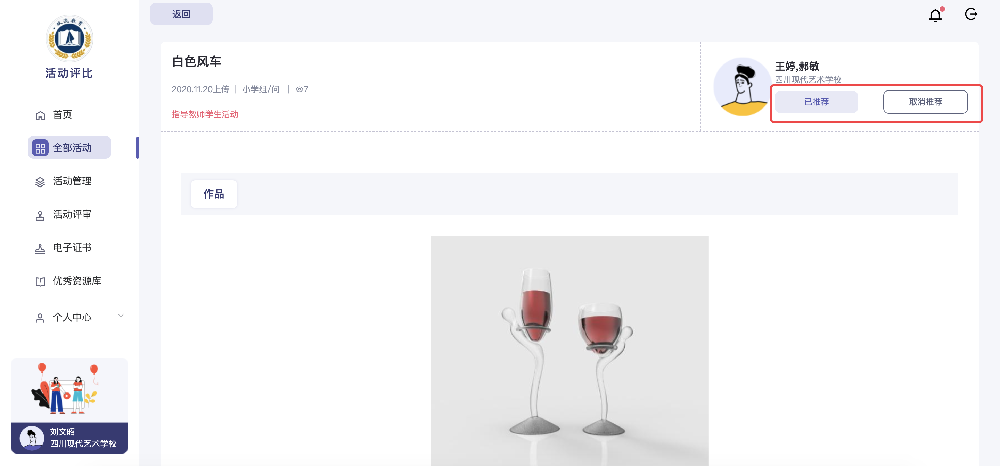 双流教育
活动评比
首页
全部活动
活动管理
活动评审
电子证书
优秀资源库
个人中心
刘文昭
四川现代艺术学校
返回
白色风车
2020.11.20上传 | 小学组/问 | 7
指导教师学生活动
王婷,郝敏
四川现代艺术学校
已推荐 取消推荐
作品